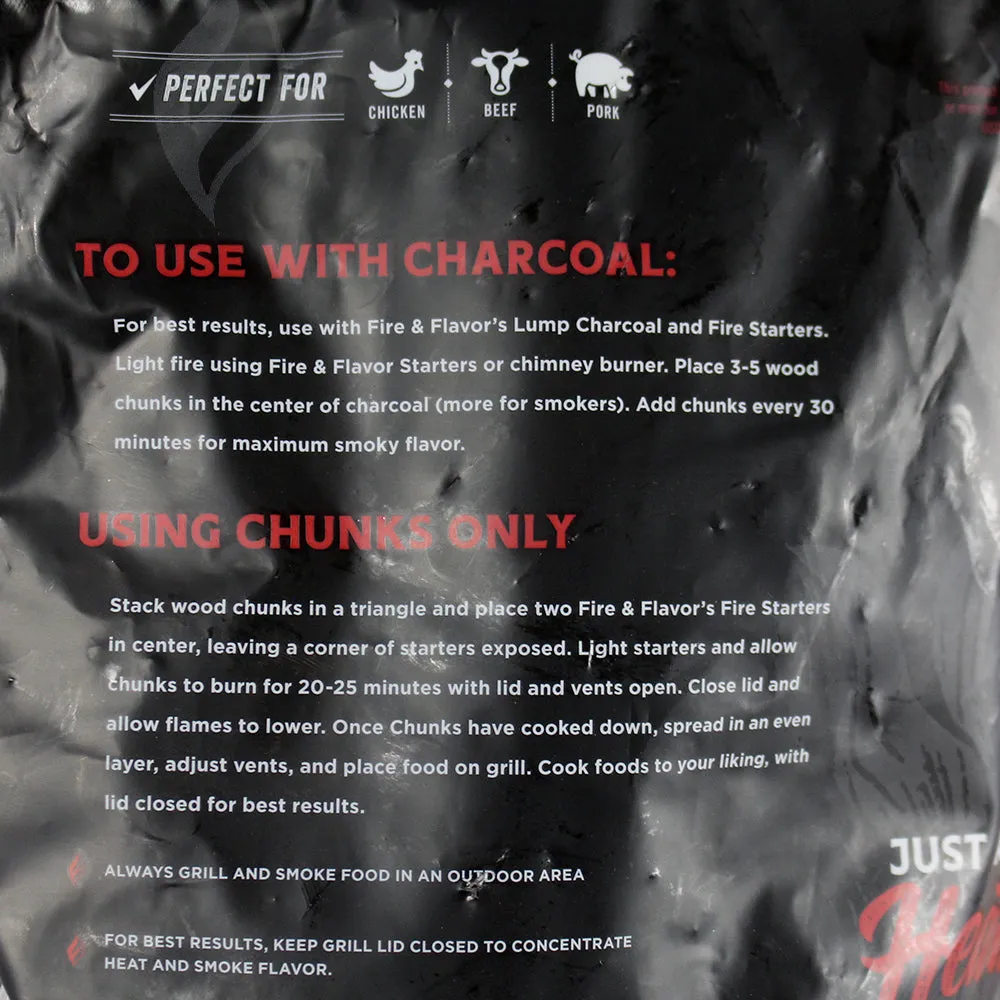 PERFECT FOR
CHICKEN
BEEF
PORK
TO USE WITH CHARCOAL:
For best results, use with Fire & Flavor's Lump Charcoal and Fire Starters.
Light fire using Fire & Flavor Starters or chimney burner. Place 3-5 wood
chunks in the center of charcoal (more for smokers). Add chunks every 30
minutes for maximum smoky flavor.
USING CHUNKS ONLY
Stack wood chunks in a triangle and place two Fire & Flavor's Fire Starters
in center, leaving a corner of starters exposed. Light starters and allow
chunks to burn for 20-25 minutes with lid and vents open. Close lid and
allow flames to lower. Once Chunks have cooked down, spread in an even
layer, adjust vents, and place food on grill. Cook foods to your liking, with
lid closed for best results.
ALWAYS GRILL AND SMOKE FOOD IN AN OUTDOOR AREA
FOR BEST RESULTS, KEEP GRILL LID CLOSED TO CONCENTRATE
HEAT AND SMOKE FLAVOR.
JUST